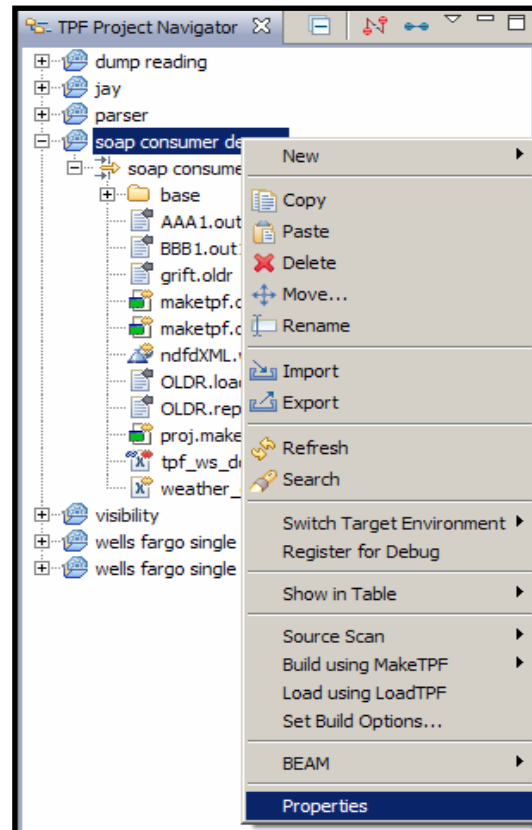 TPF Project Navigator
dump reading
jay
parser
soap consumer de
soap consume
base
AAA1.out
BBB1.out
grift.oldr
maketpf.c
maketpf.c
ndfdXML.
OLDR.loa
OLDR.rep
proj.make
tpf_ws_d
weather_
visibility
wells fargo single
wells fargo single
New
Copy
Paste
Delete
Move...
Rename
Import
Export
Refresh
Search
Switch Target Environment
Register for Debug
Show in Table
Source Scan
Build using MakeTPF
Load using LoadTPF
Set Build Options...
BEAM
Properties